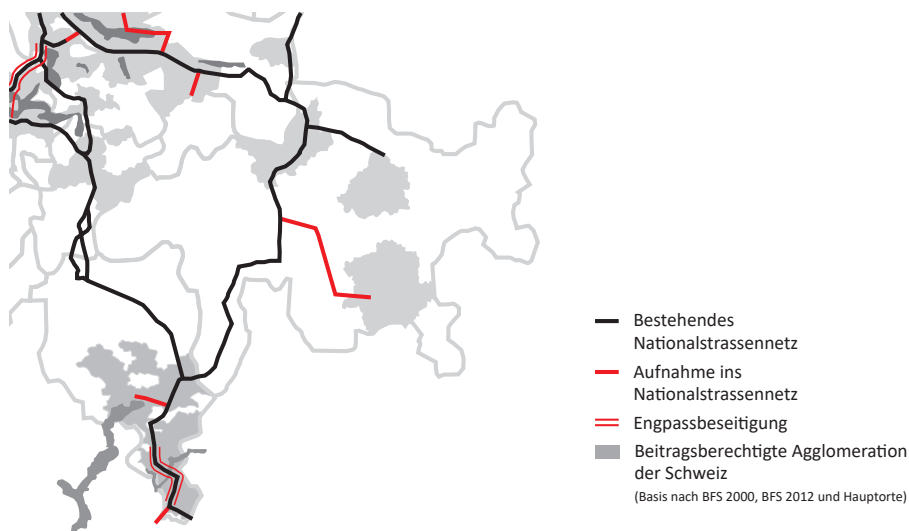 Bestehendes
Nationalstrassennetz
Aufnahme ins
Nationalstrassennetz
Engpassbeseitigung
Beitragsberechtigte Agglomeration
der Schweiz
(Basis nach BFS 2000, BFS 2012 und Hauptorte)